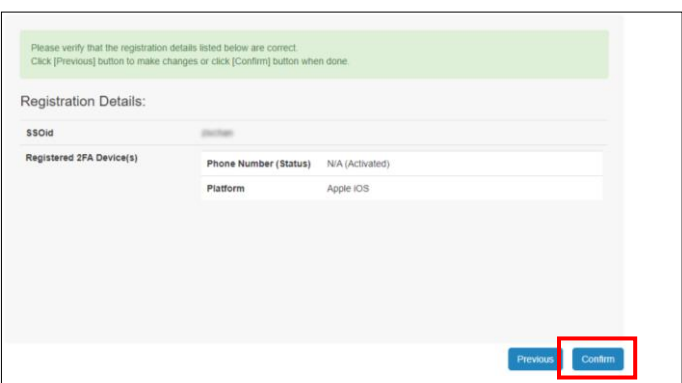 Please verify that the registration details listed below are correct.
Click [Previous] button to make changes or click [Confirm] button when done.
Registration Details:
SSOid
Registered 2FA Device(s)
Phone Number (Status) N/A (Activated)
Platform Apple iOS
Previous Confirm